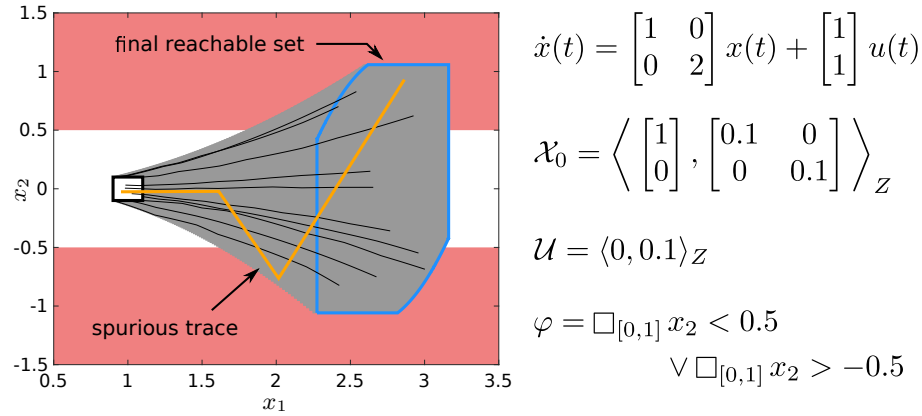 final reachable set
spurious trace
1.5
1
0.5
0
-0.5
-1
-1.5
x₂
0.5 1 1.5 2 2.5 3 3.5
x₁
ẋ(t) = [1 0; 0 2] x(t) + [1; 1] u(t)
𝒳₀ = ⟨[1; 0], [0.1 0; 0 0.1]⟩_Z
𝒰 = ⟨0, 0.1⟩_Z
φ = □_[0,1] x₂ < 0.5
∨ □_[0,1] x₂ > −0.5